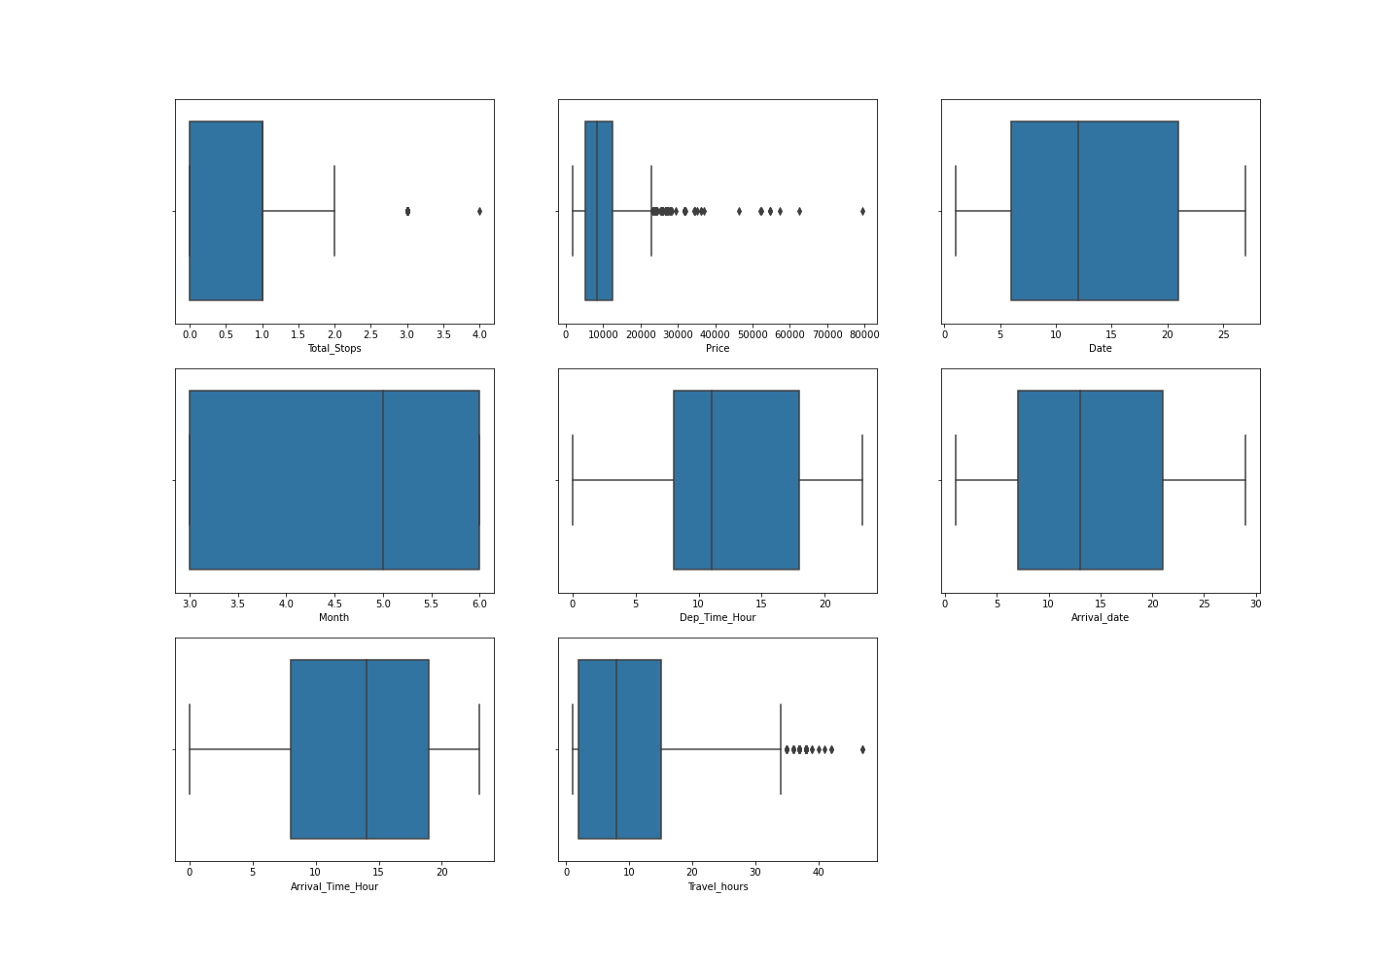 0.0 0.5 1.0 1.5 2.0 2.5 3.0 3.5 4.0
Total_Stops
0 10000 20000 30000 40000 50000 60000 70000 80000
Price
0 5 10 15 20 25
Date
3.0 3.5 4.0 4.5 5.0 5.5 6.0
Month
0 5 10 15 20
Dep_Time_Hour
0 5 10 15 20 25 30
Arrival_date
0 5 10 15 20
Arrival_Time_Hour
0 10 20 30 40
Travel_hours